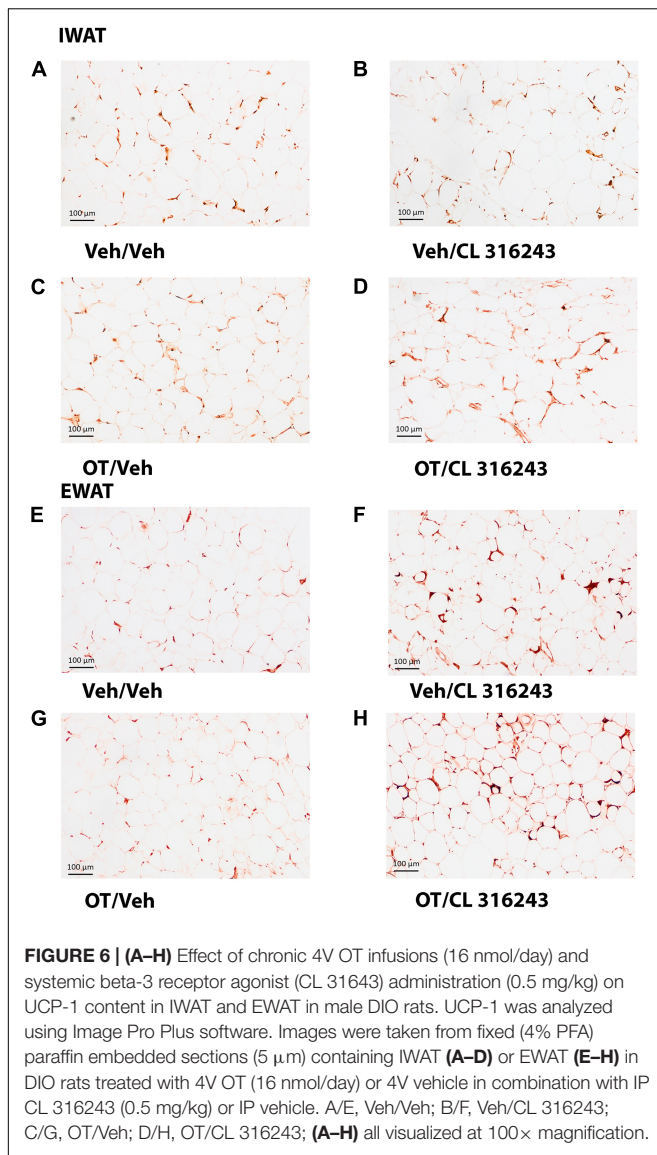 IWAT
A
B
100 µm
100 µm
Veh/Veh
Veh/CL 316243
C
D
100 µm
100 µm
OT/Veh
OT/CL 316243
EWAT
E
F
100 µm
100 µm
Veh/Veh
Veh/CL 316243
G
H
100 µm
100 µm
OT/Veh
OT/CL 316243
FIGURE 6 | (A–H) Effect of chronic 4V OT infusions (16 nmol/day) and
systemic beta-3 receptor agonist (CL 31643) administration (0.5 mg/kg) on
UCP-1 content in IWAT and EWAT in male DIO rats. UCP-1 was analyzed
using Image Pro Plus software. Images were taken from fixed (4% PFA)
paraffin embedded sections (5 µm) containing IWAT (A–D) or EWAT (E–H) in
DIO rats treated with 4V OT (16 nmol/day) or 4V vehicle in combination with IP
CL 316243 (0.5 mg/kg) or IP vehicle. A/E, Veh/Veh; B/F, Veh/CL 316243;
C/G, OT/Veh; D/H, OT/CL 316243; (A–H) all visualized at 100× magnification.